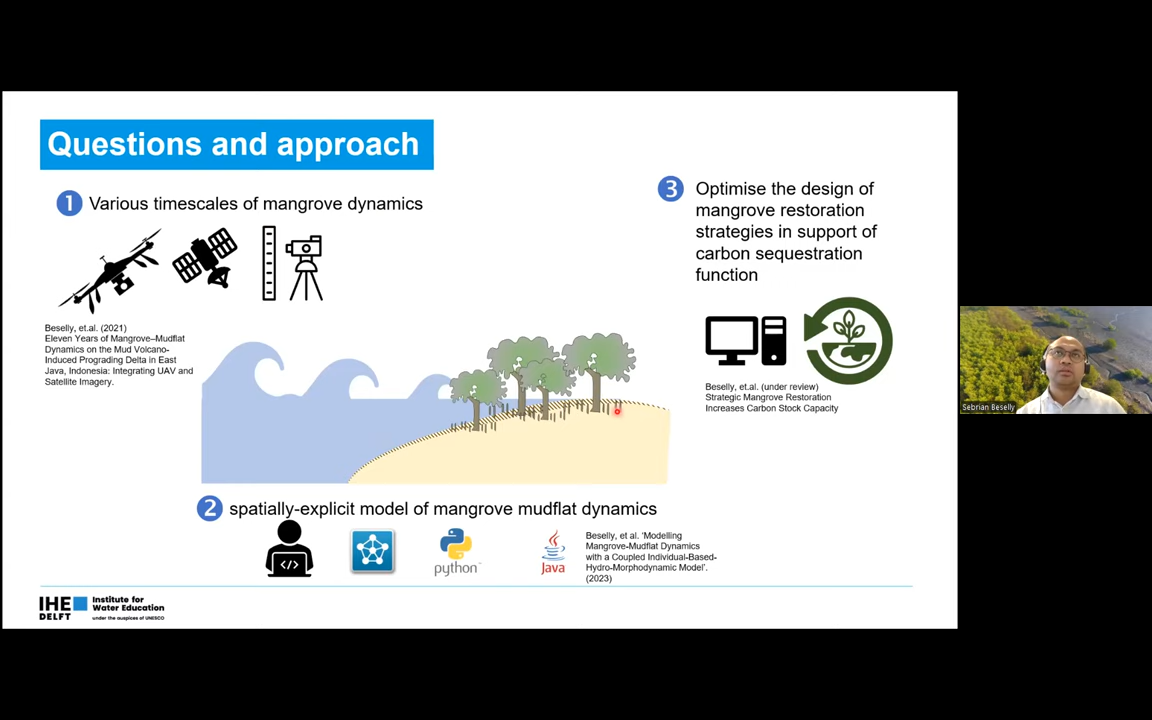 Questions and approach
1 Various timescales of mangrove dynamics
Beselly, et.al. (2021)
Eleven Years of Mangrove–Mudflat
Dynamics on the Mud Volcano-
Induced Prograding Delta in East
Java, Indonesia: Integrating UAV and
Satellite Imagery.
3 Optimise the design of
mangrove restoration
strategies in support of
carbon sequestration
function
Beselly, et.al. (under review)
Strategic Mangrove Restoration
Increases Carbon Stock Capacity
Sebrian Beselly
2 spatially-explicit model of mangrove mudflat dynamics
</>
python
Java
Beselly, et.al. 'Modelling
Mangrove-Mudflat Dynamics
with a Coupled Individual-Based-
Hydro-Morphodynamic Model'.
(2023)
IHE
DELFT
Institute for
Water Education
under the auspices of UNESCO